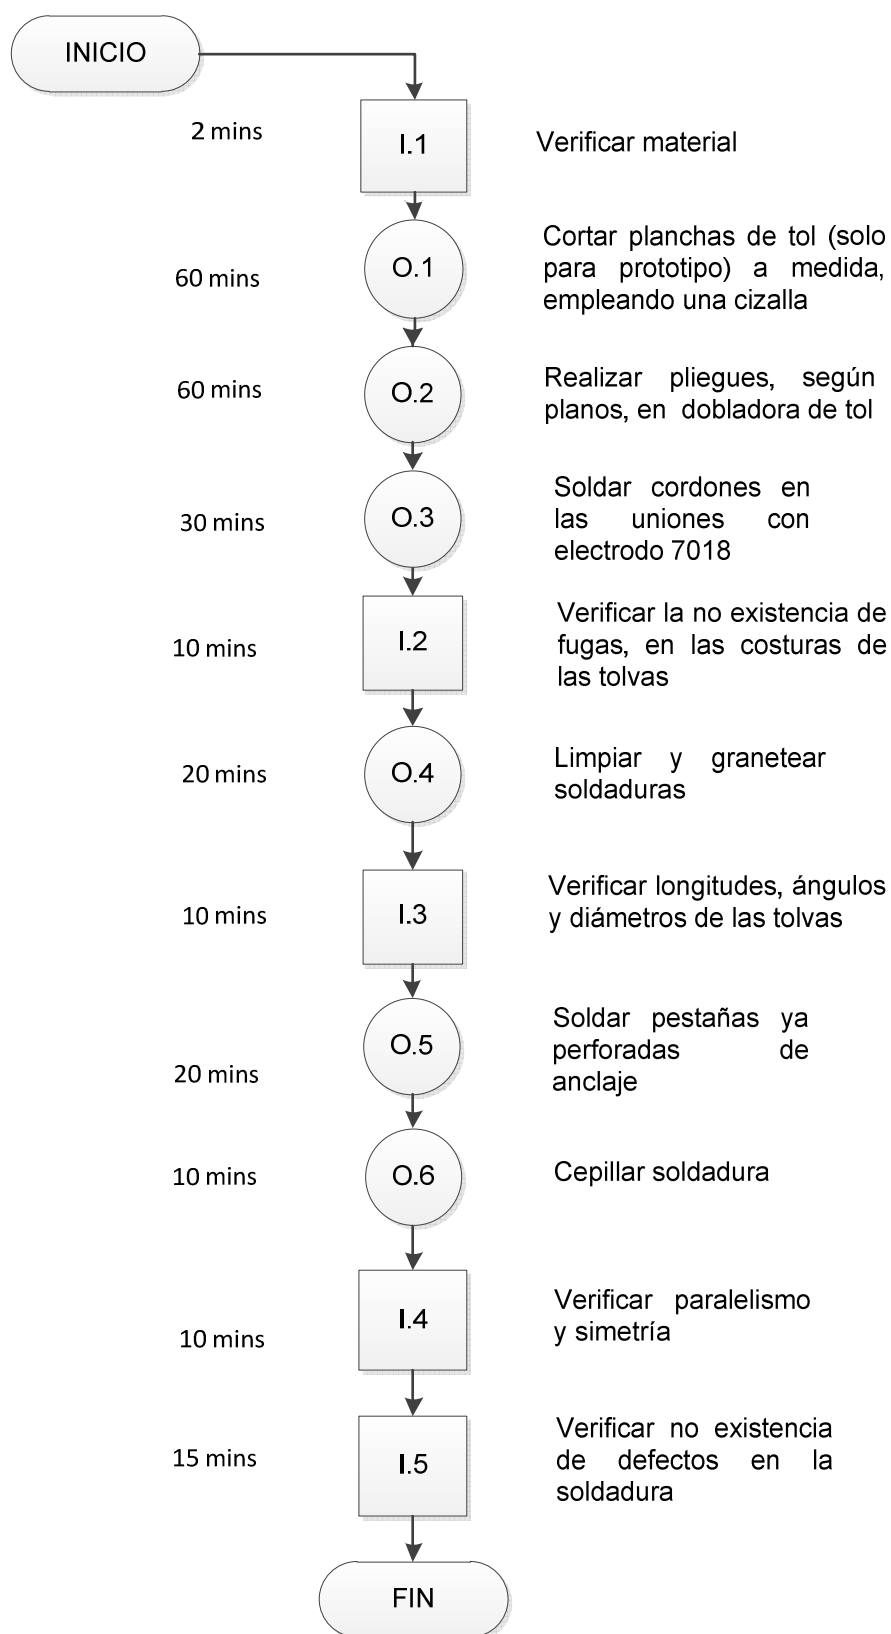 INICIO
2 mins
I.1
Verificar material
60 mins
O.1
Cortar planchas de tol (solo
para prototipo) a medida,
empleando una cizalla
60 mins
O.2
Realizar pliegues, según
planos, en dobladora de tol
30 mins
O.3
Soldar cordones en
las uniones con
electrodo 7018
10 mins
I.2
Verificar la no existencia de
fugas, en las costuras de
las tolvas
20 mins
O.4
Limpiar y granetear
soldaduras
10 mins
I.3
Verificar longitudes, ángulos
y diámetros de las tolvas
20 mins
O.5
Soldar pestañas ya
perforadas de
anclaje
10 mins
O.6
Cepillar soldadura
10 mins
I.4
Verificar paralelismo
y simetría
15 mins
I.5
Verificar no existencia
de defectos en la
soldadura
FIN